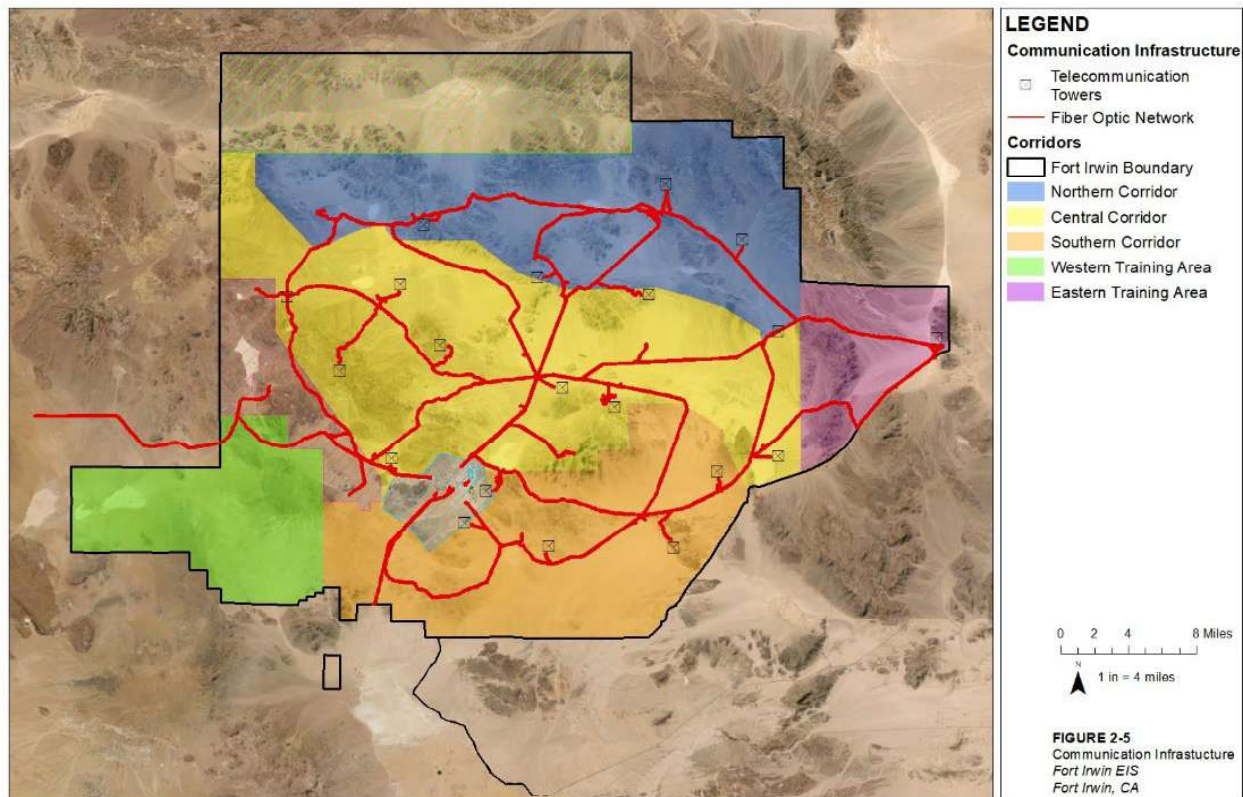 LEGEND
Communication Infrastructure
Telecommunication
Towers
Fiber Optic Network
Corridors
Fort Irwin Boundary
Northern Corridor
Central Corridor
Southern Corridor
Western Training Area
Eastern Training Area
0 2 4 8 Miles
N
1 in = 4 miles
FIGURE 2-5
Communication Infrastucture
Fort Irwin EIS
Fort Irwin, CA